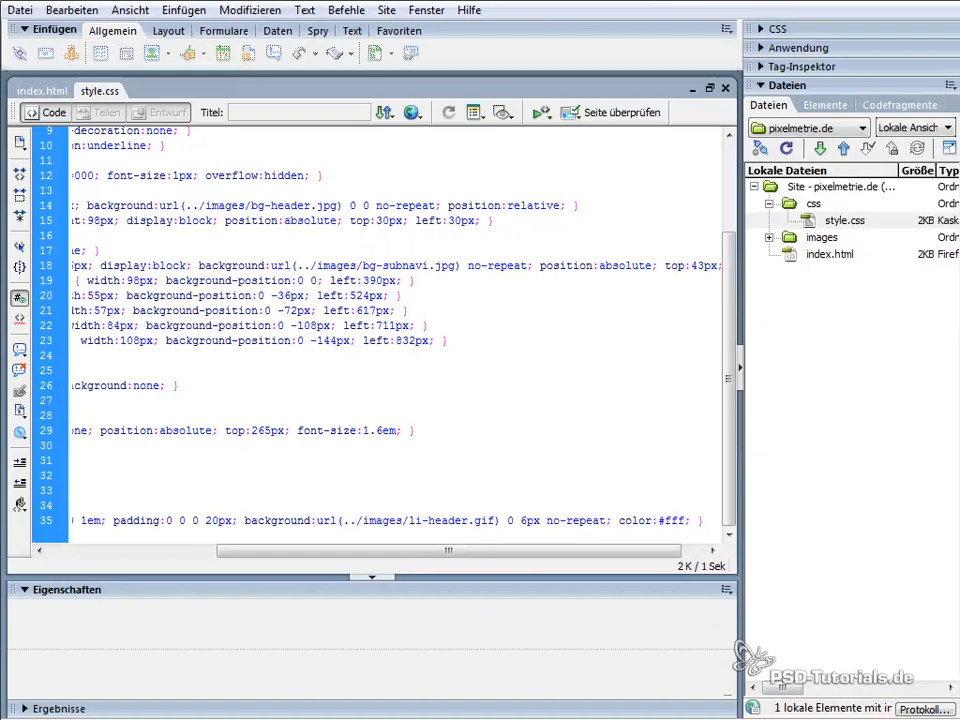 Datei Bearbeiten Ansicht Einfügen Modifizieren Text Befehle Site Fenster Hilfe
Einfügen Allgemein Layout Formulare Daten Spry Text Favoriten
index.html style.css
Code Teilen Entwurf Titel: Seite überprüfen
9 -decoration:none; }
10 on:underline; }
11
12 #000; font-size:1px; overflow:hidden; }
13
14 ; background:url(../images/bg-header.jpg) 0 0 no-repeat; position:relative; }
15 t:98px; display:block; position:absolute; top:30px; left:30px; }
16
17 ne; }
18 5px; display:block; background:url(../images/bg-subnavi.jpg) no-repeat; position:absolute; top:43px;
19 { width:98px; background-position:0 0; left:390px; }
20 th:55px; background-position:0 -36px; left:524px; }
21 dth:57px; background-position:0 -72px; left:617px; }
22 width:84px; background-position:0 -108px; left:711px; }
23 width:108px; background-position:0 -144px; left:832px; }
24
25
26 ackground:none; }
27
28
29 one; position:absolute; top:265px; font-size:1.6em; }
30
31
32
33
34
35 0 1em; padding:0 0 0 20px; background:url(../images/li-header.gif) 0 6px no-repeat; color:#fff; }
2 K / 1 Sek
Eigenschaften
Ergebnisse
CSS
Anwendung
Tag-Inspektor
Dateien
Dateien Elemente Codefragmente
pixelmetrie.de Lokale Ansich
Lokale Dateien Größe Typ
Site - pixelmetrie.de (... Ordr
css Ordr
style.css 2KB Kask
images Ordr
index.html 2KB Firef
PSD-Tutorials.de
1 lokale Elemente mit ir Protokoll...